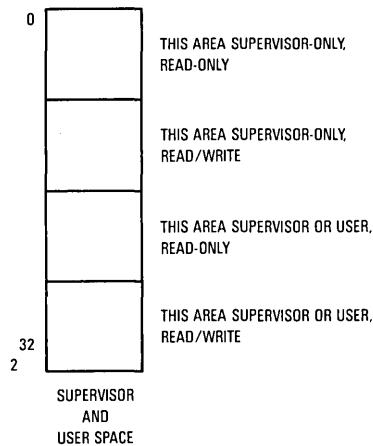 0
THIS AREA SUPERVISOR-ONLY,
READ-ONLY
THIS AREA SUPERVISOR-ONLY,
READ/WRITE
THIS AREA SUPERVISOR OR USER,
READ-ONLY
THIS AREA SUPERVISOR OR USER,
READ/WRITE
32
2
SUPERVISOR
AND
USER SPACE